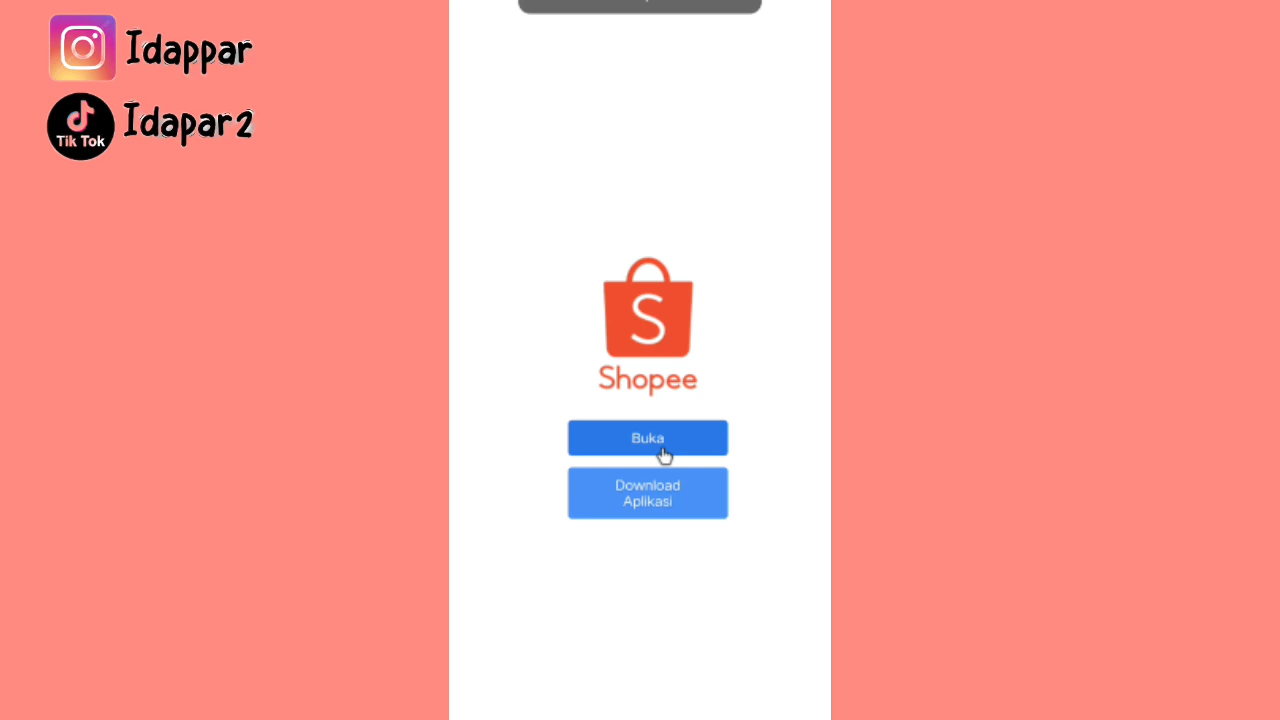 Idappar
Tik Tok
Idapar2
S
Shopee
Buka
Download
Aplikasi